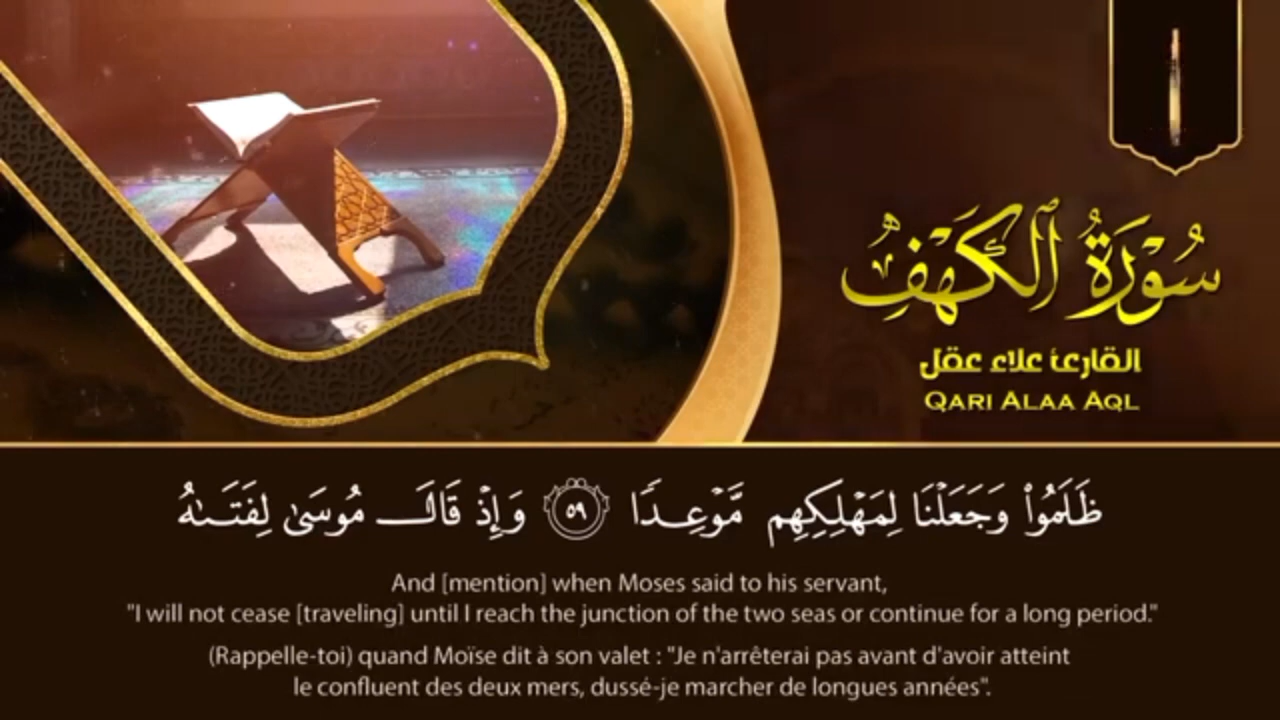 سُورَةُ الكَهْفِ
القارئ علاء عقل
QARI ALAA AQL
ظَلَمُوا۟ وَجَعَلْنَا لِمَهْلِكِهِم مَّوْعِدًا ٥٩ وَإِذْ قَالَ مُوسَىٰ لِفَتَىٰهُ
And [mention] when Moses said to his servant,
"I will not cease [traveling] until I reach the junction of the two seas or continue for a long period."
(Rappelle-toi) quand Moïse dit à son valet : "Je n'arrêterai pas avant d'avoir atteint
le confluent des deux mers, dussé-je marcher de longues années".